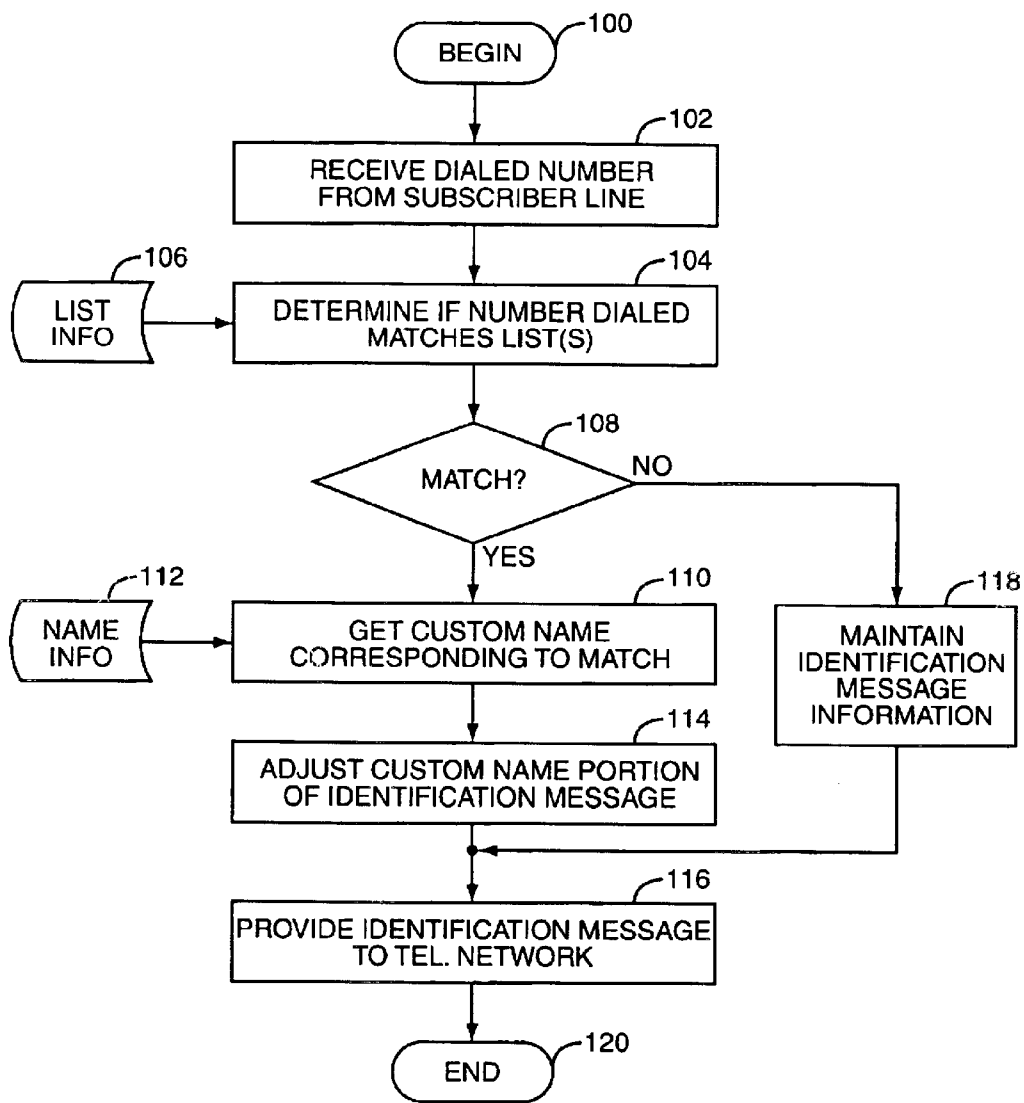 BEGIN
100
102
RECEIVE DIALED NUMBER
FROM SUBSCRIBER LINE
106
LIST
INFO
104
DETERMINE IF NUMBER DIALED
MATCHES LIST(S)
108
MATCH?
NO
YES
112
NAME
INFO
110
GET CUSTOM NAME
CORRESPONDING TO MATCH
118
MAINTAIN
IDENTIFICATION
MESSAGE
INFORMATION
114
ADJUST CUSTOM NAME PORTION
OF IDENTIFICATION MESSAGE
116
PROVIDE IDENTIFICATION MESSAGE
TO TEL. NETWORK
END
120